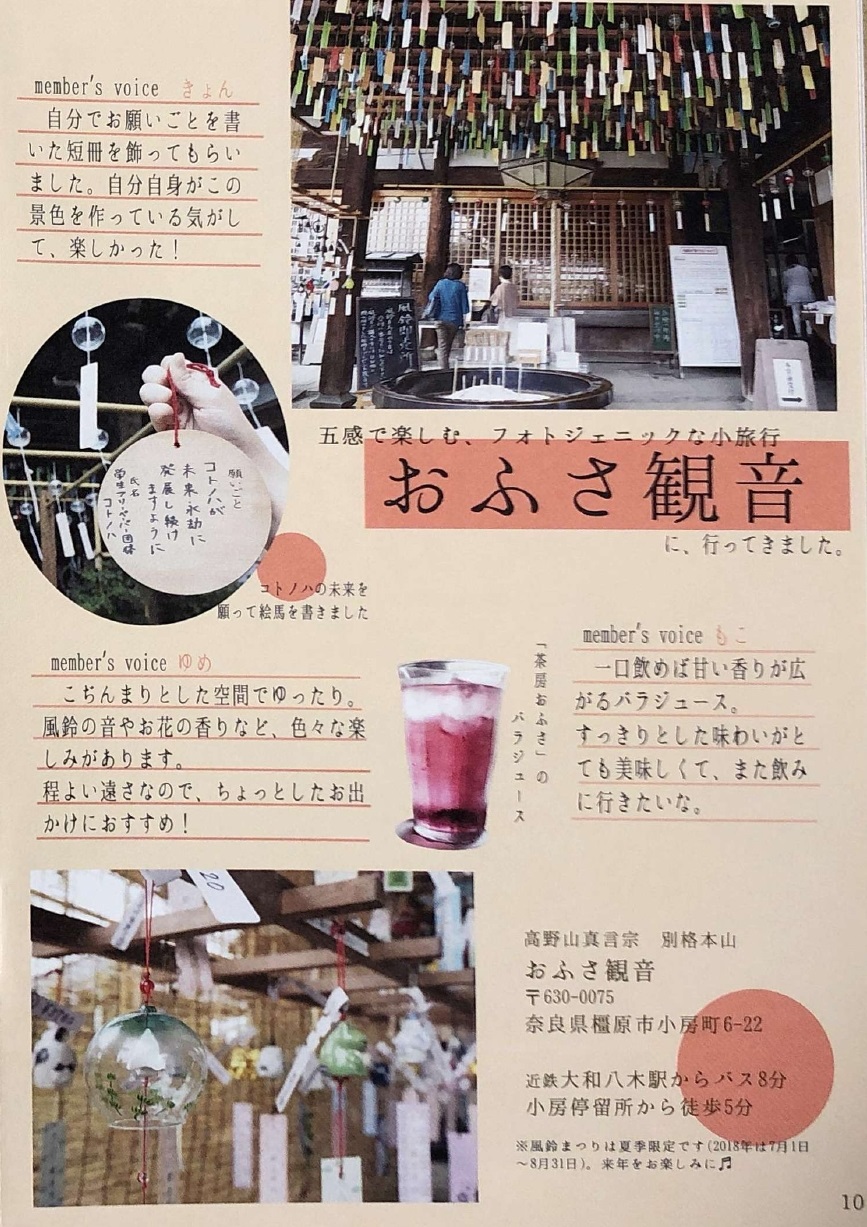 member's voice きょん
自分でお願いごとを書
いた短冊を飾ってもらい
ました。自分自身がこの
景色を作っている気がし
て、楽しかった！
風鈴即売所
五感で楽しむ、フォトジェニックな小旅行
おふさ観音
に、行ってきました。
願いごと
コトノハが
未来永劫に
発展し続け
ますように
氏名
学生フリーペーパー団体
コトノハ
コトノハの未来を
願って絵馬を書きました
member's voice ゆめ
こぢんまりとした空間でゆったり。
風鈴の音やお花の香りなど、色々な楽
しみがあります。
程よい遠さなので、ちょっとしたお出
かけにおすすめ！
「茶房おふさ」の
バラジュース
member's voice もこ
一口飲めば甘い香りが広
がるバラジュース。
すっきりとした味わいがと
ても美味しくて、また飲み
に行きたいな。
20
高野山真言宗　別格本山
おふさ観音
〒630-0075
奈良県橿原市小房町6-22
近鉄大和八木駅からバス8分
小房停留所から徒歩5分
※風鈴まつりは夏季限定です(2018年は7月1日
～8月31日)。来年をお楽しみに♬
10